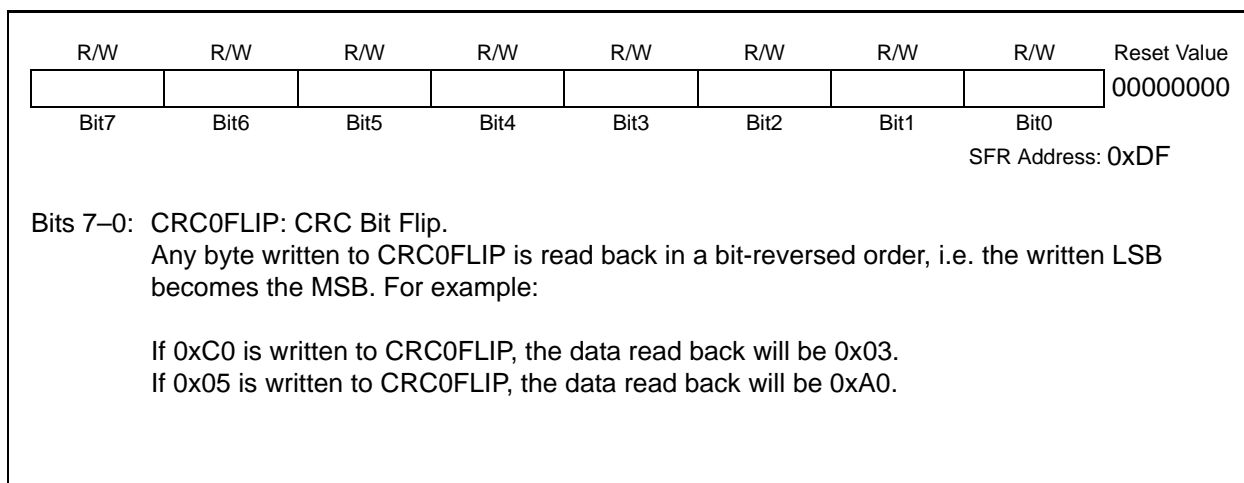 R/W R/W R/W R/W R/W R/W R/W R/W Reset Value
00000000
Bit7 Bit6 Bit5 Bit4 Bit3 Bit2 Bit1 Bit0
SFR Address: 0xDF
Bits 7–0: CRC0FLIP: CRC Bit Flip.
Any byte written to CRC0FLIP is read back in a bit-reversed order, i.e. the written LSB
becomes the MSB. For example:
If 0xC0 is written to CRC0FLIP, the data read back will be 0x03.
If 0x05 is written to CRC0FLIP, the data read back will be 0xA0.